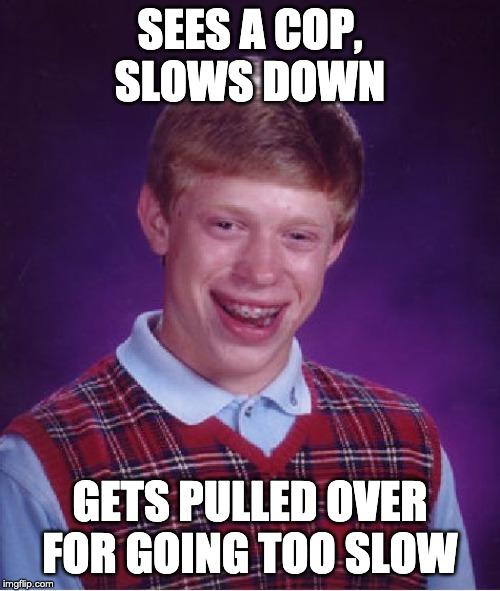 SEES A COP,
SLOWS DOWN
GETS PULLED OVER
FOR GOING TOO SLOW
imgflip.com